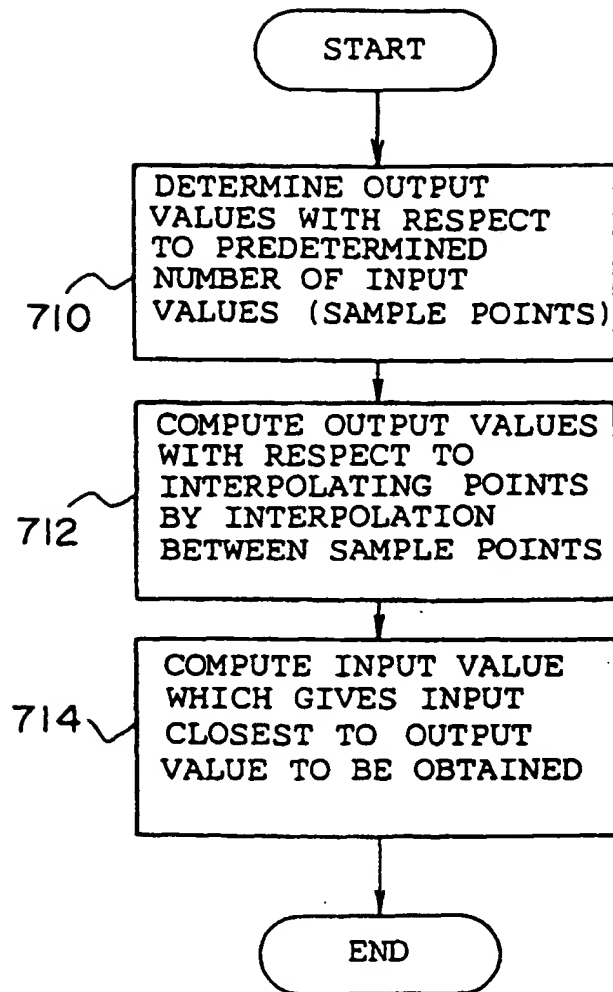 START
DETERMINE OUTPUT
VALUES WITH RESPECT
TO PREDETERMINED
NUMBER OF INPUT
VALUES (SAMPLE POINTS)
710
COMPUTE OUTPUT VALUES
WITH RESPECT TO
INTERPOLATING POINTS
BY INTERPOLATION
BETWEEN SAMPLE POINTS
712
COMPUTE INPUT VALUE
WHICH GIVES INPUT
CLOSEST TO OUTPUT
VALUE TO BE OBTAINED
714
END